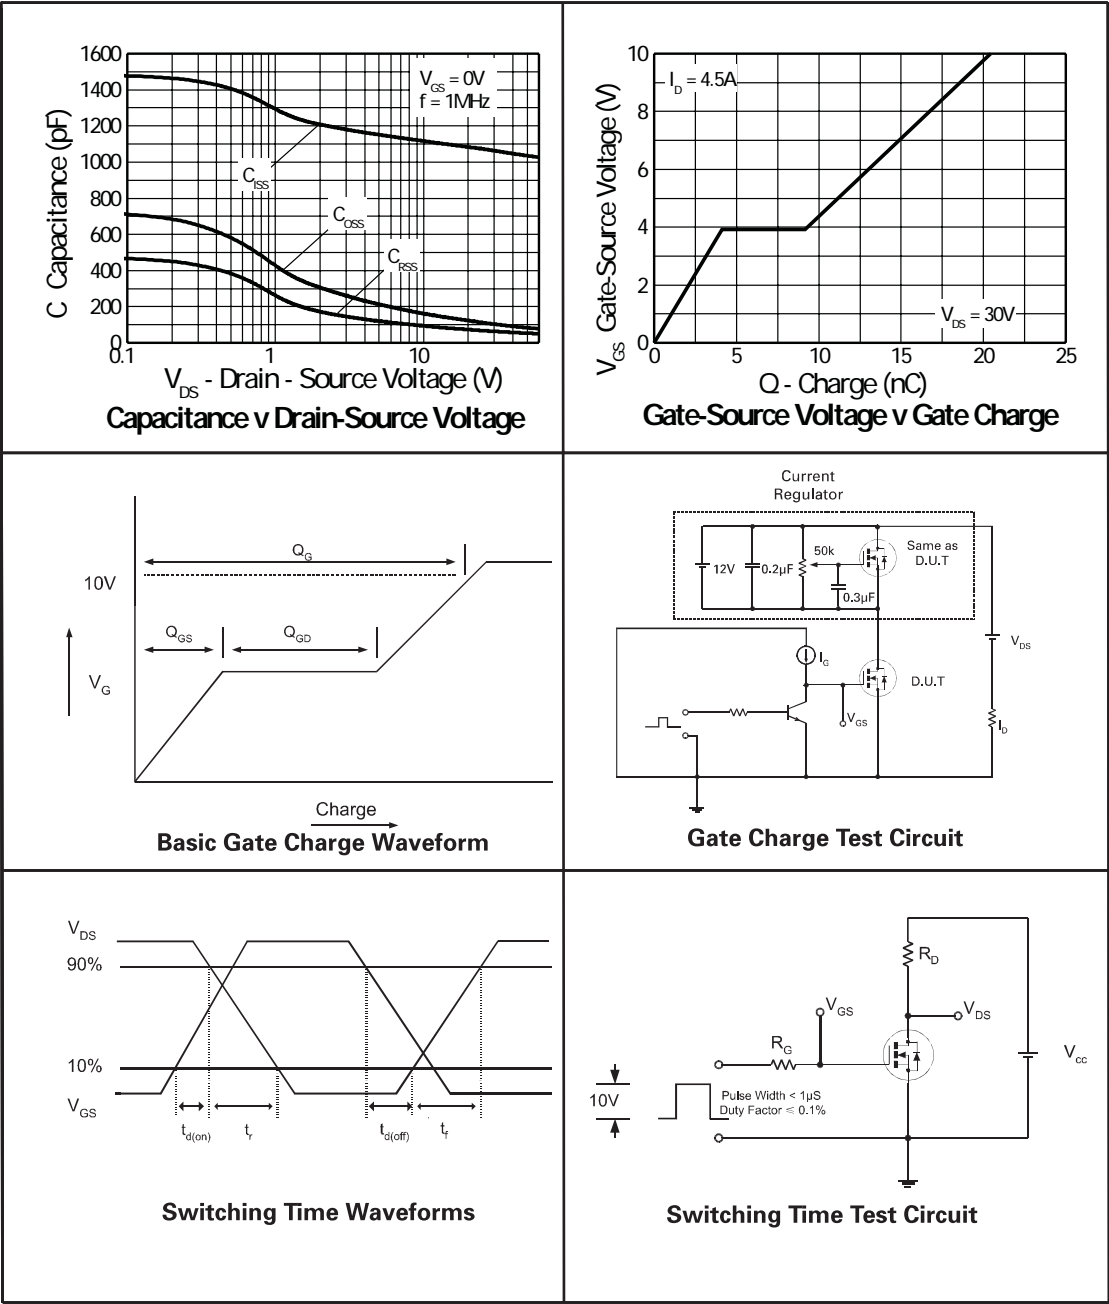 1600
1400
1200
1000
800
600
400
200
0
0.1
1
10
C Capacitance (pF)
VGS = 0V
f = 1MHz
CISS
COSS
CRSS
VDS - Drain - Source Voltage (V)
Capacitance v Drain-Source Voltage
10
8
6
4
2
0
0
5
10
15
20
25
VGS Gate-Source Voltage (V)
ID = 4.5A
VDS = 30V
Q - Charge (nC)
Gate-Source Voltage v Gate Charge
QG
10V
QGS
QGD
VG
Charge
Basic Gate Charge Waveform
Current
Regulator
12V
0.2µF
50k
0.3µF
Same as
D.U.T
IG
VDS
D.U.T
VGS
ID
Gate Charge Test Circuit
VDS
90%
10%
VGS
td(on)
tr
td(off)
tf
Switching Time Waveforms
RD
VGS
VDS
RG
Vcc
10V
Pulse Width < 1µS
Duty Factor ≤ 0.1%
Switching Time Test Circuit